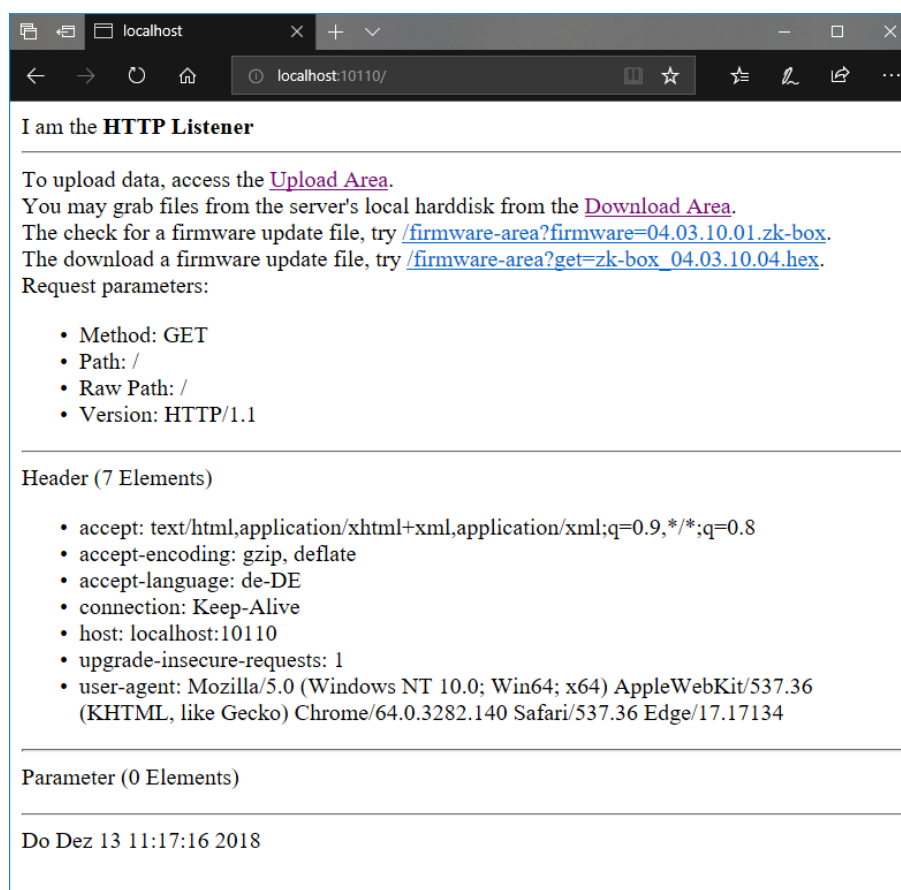 localhost
localhost:10110/
I am the HTTP Listener
To upload data, access the Upload Area.
You may grab files from the server's local harddisk from the Download Area.
The check for a firmware update file, try /firmware-area?firmware=04.03.10.01.zk-box.
The download a firmware update file, try /firmware-area?get=zk-box_04.03.10.04.hex.
Request parameters:
• Method: GET
• Path: /
• Raw Path: /
• Version: HTTP/1.1
Header (7 Elements)
• accept: text/html,application/xhtml+xml,application/xml;q=0.9,*/*;q=0.8
• accept-encoding: gzip, deflate
• accept-language: de-DE
• connection: Keep-Alive
• host: localhost:10110
• upgrade-insecure-requests: 1
• user-agent: Mozilla/5.0 (Windows NT 10.0; Win64; x64) AppleWebKit/537.36
(KHTML, like Gecko) Chrome/64.0.3282.140 Safari/537.36 Edge/17.17134
Parameter (0 Elements)
Do Dez 13 11:17:16 2018